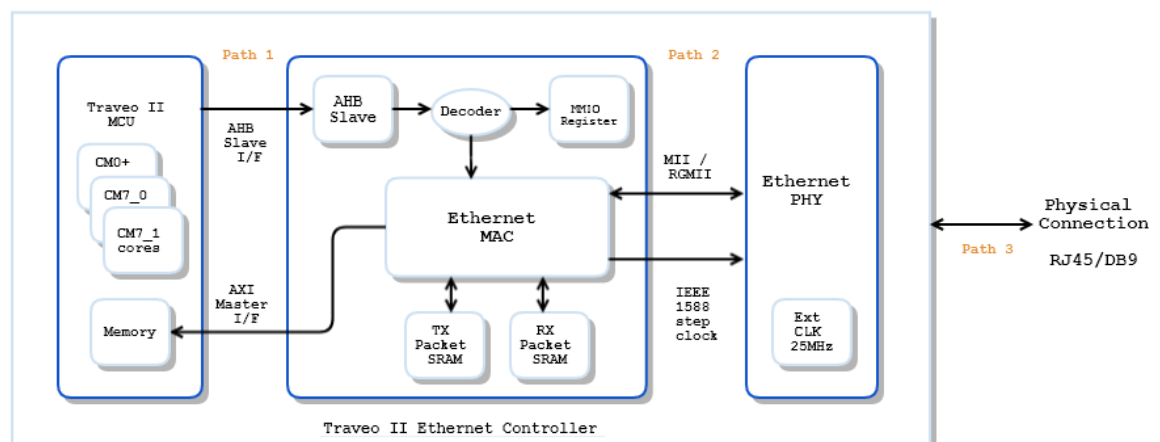 Path 1
Path 2
Traveo II
MCU
CM0+
CM7_0
CM7_1
cores
Memory
AHB
Slave
I/F
AXI
Master
I/F
AHB
Slave
Decoder
MMIO
Register
Ethernet
MAC
TX
Packet
SRAM
RX
Packet
SRAM
MII /
RGMII
IEEE
1588
step
clock
Ethernet
PHY
Ext
CLK
25MHz
Physical
Connection
Path 3
RJ45/DB9
Traveo II Ethernet Controller